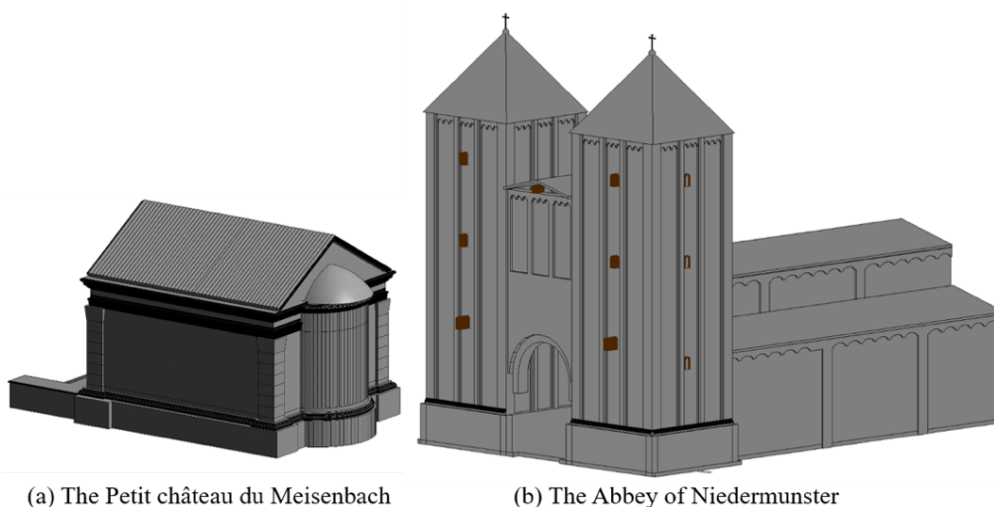 (a) The Petit château du Meisenbach
(b) The Abbey of Niedermunster